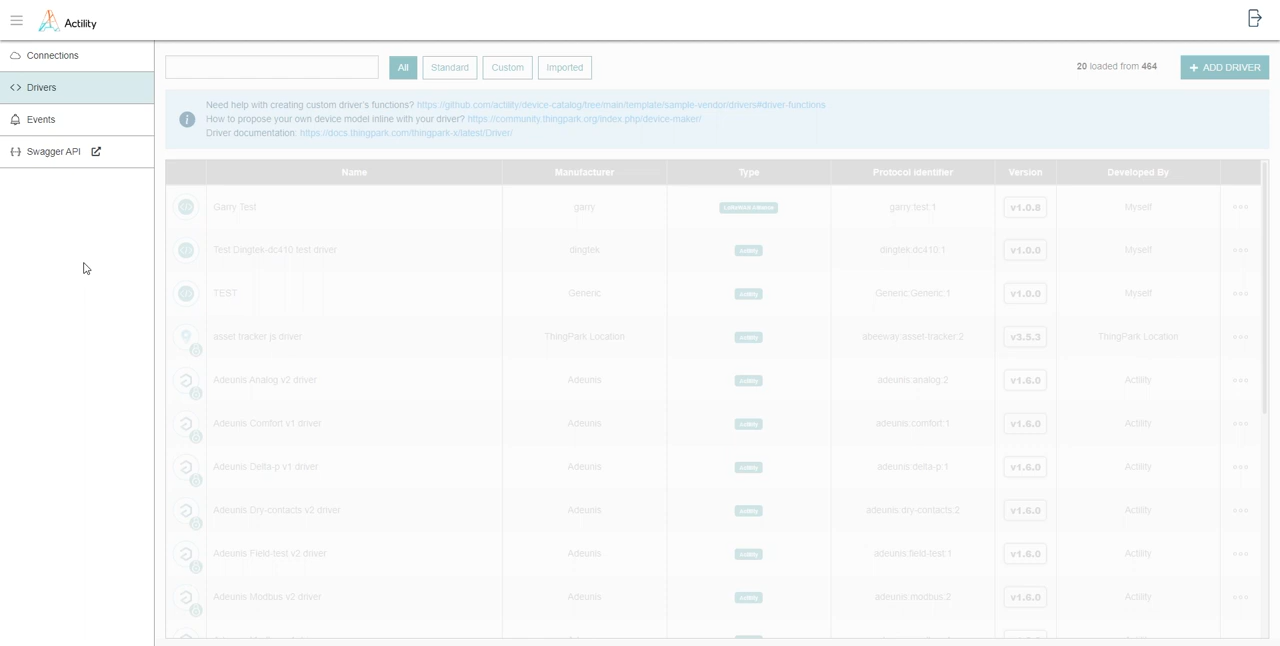 Actility
Connections
Drivers
Events
Swagger API
All Standard Custom Imported
20 loaded from 464
+ ADD DRIVER
Need help with creating custom driver's functions? https://github.com/actility/device-catalog/tree/main/template/sample-vendor/drivers#driver-functions
How to propose your own device model inline with your driver? https://community.thingpark.org/index.php/device-maker/
Driver documentation: https://docs.thingpark.com/thingpark-x/latest/Driver/
Name Manufacturer Type Protocol identifier Version Developed By
Garry Test garry garry:test:1 v1.0.8 Myself
Test Dingtek-dc410 test driver dingtek Actility dingtek:dc410:1 v1.0.0 Myself
TEST Generic Actility Generic:Generic:1 v1.0.0 Myself
asset tracker js driver ThingPark Location Actility abeeway:asset-tracker:2 v3.5.3 ThingPark Location
Adeunis Analog v2 driver Adeunis Actility adeunis:analog:2 v1.6.0 Actility
Adeunis Comfort v1 driver Adeunis Actility adeunis:comfort:1 v1.6.0 Actility
Adeunis Delta-p v1 driver Adeunis Actility adeunis:delta-p:1 v1.6.0 Actility
Adeunis Dry-contacts v2 driver Adeunis Actility adeunis:dry-contacts:2 v1.6.0 Actility
Adeunis Field-test v2 driver Adeunis Actility adeunis:field-test:1 v1.6.0 Actility
Adeunis Modbus v2 driver Adeunis Actility adeunis:modbus:2 v1.6.0 Actility